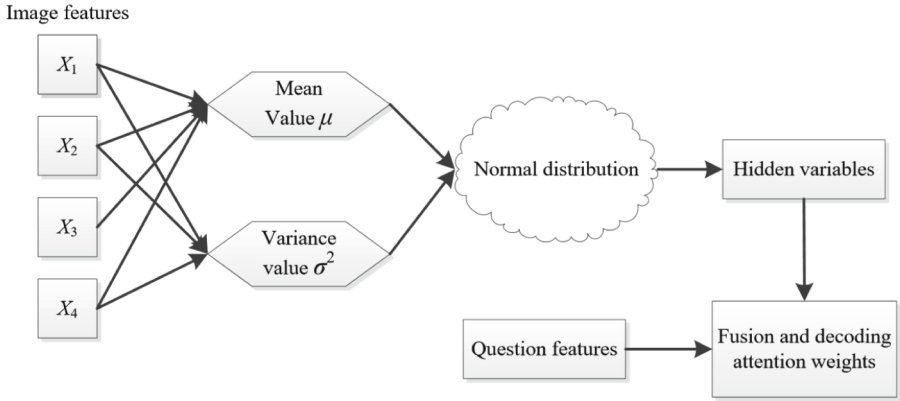 Image features
X1
X2
X3
X4
Mean
Value μ
Variance
value σ²
Normal distribution
Hidden variables
Question features
Fusion and decoding
attention weights